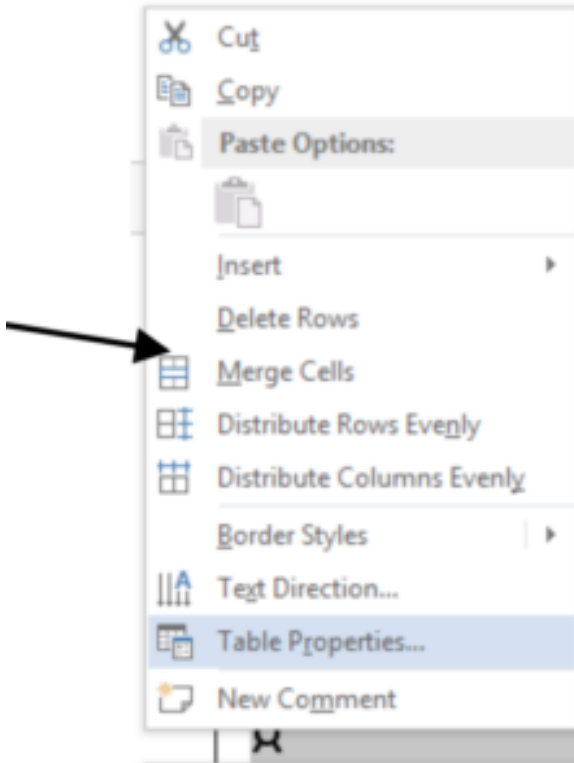 Cut
Copy
Paste Options:
Insert
Delete Rows
Merge Cells
Distribute Rows Evenly
Distribute Columns Evenly
Border Styles
Text Direction...
Table Properties...
New Comment